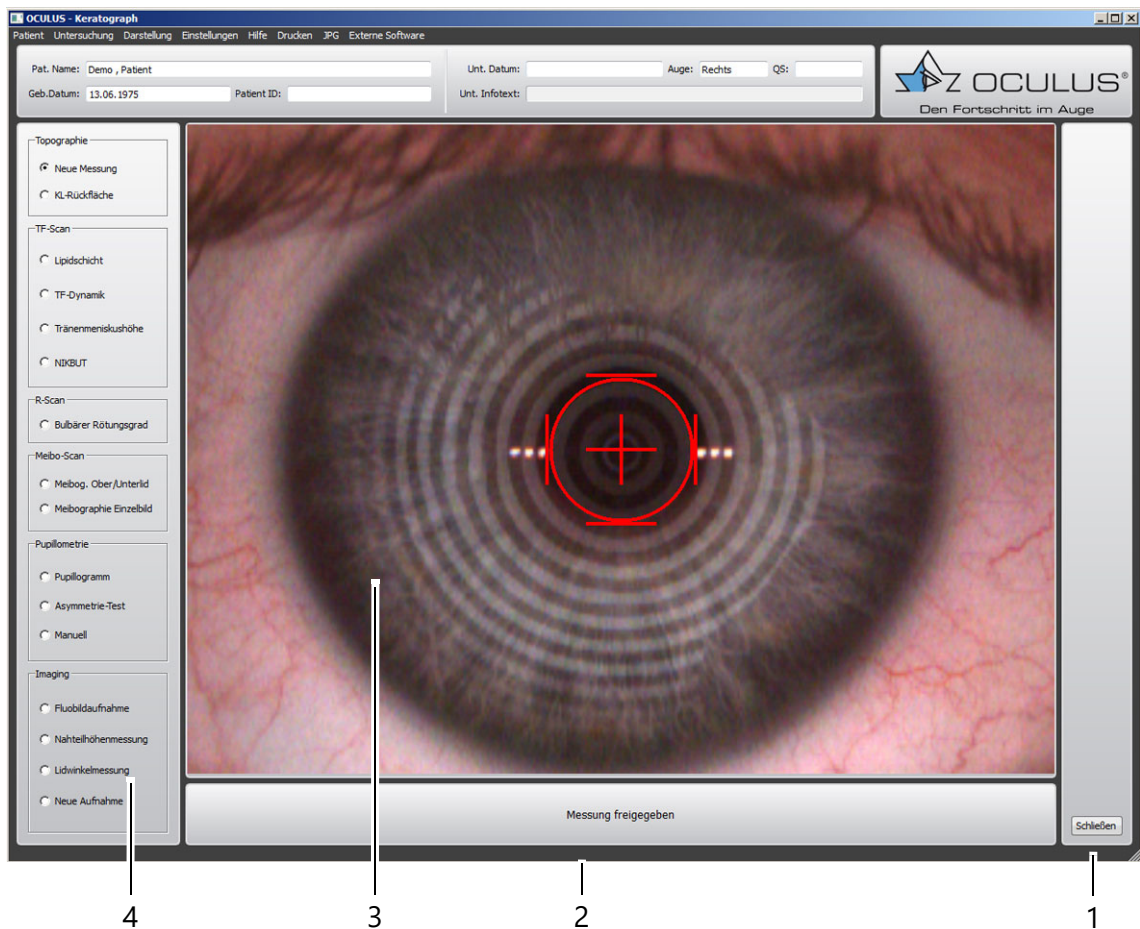 OCULUS - Keratograph
Patient Untersuchung Darstellung Einstellungen Hilfe Drucken JPG Externe Software
Pat. Name: Demo , Patient
Geb.Datum: 13.06.1975 Patient ID:
Unt. Datum: Auge: Rechts QS:
Unt. Infotext:
OCULUS®
Den Fortschritt im Auge
Topographie
Neue Messung
KL-Rückfläche
TF-Scan
Lipidschicht
TF-Dynamik
Tränenmeniskushöhe
NIKBUT
R-Scan
Bulbärer Rötungsgrad
Meibo-Scan
Meibog. Ober/Unterlid
Meibographie Einzelbild
Pupillometrie
Pupillogramm
Asymmetrie-Test
Manuell
Imaging
Fluobildaufnahme
Nahteilhöhenmessung
Lidwinkelmessung
Neue Aufnahme
Messung freigegeben
Schließen
4 3 2 1